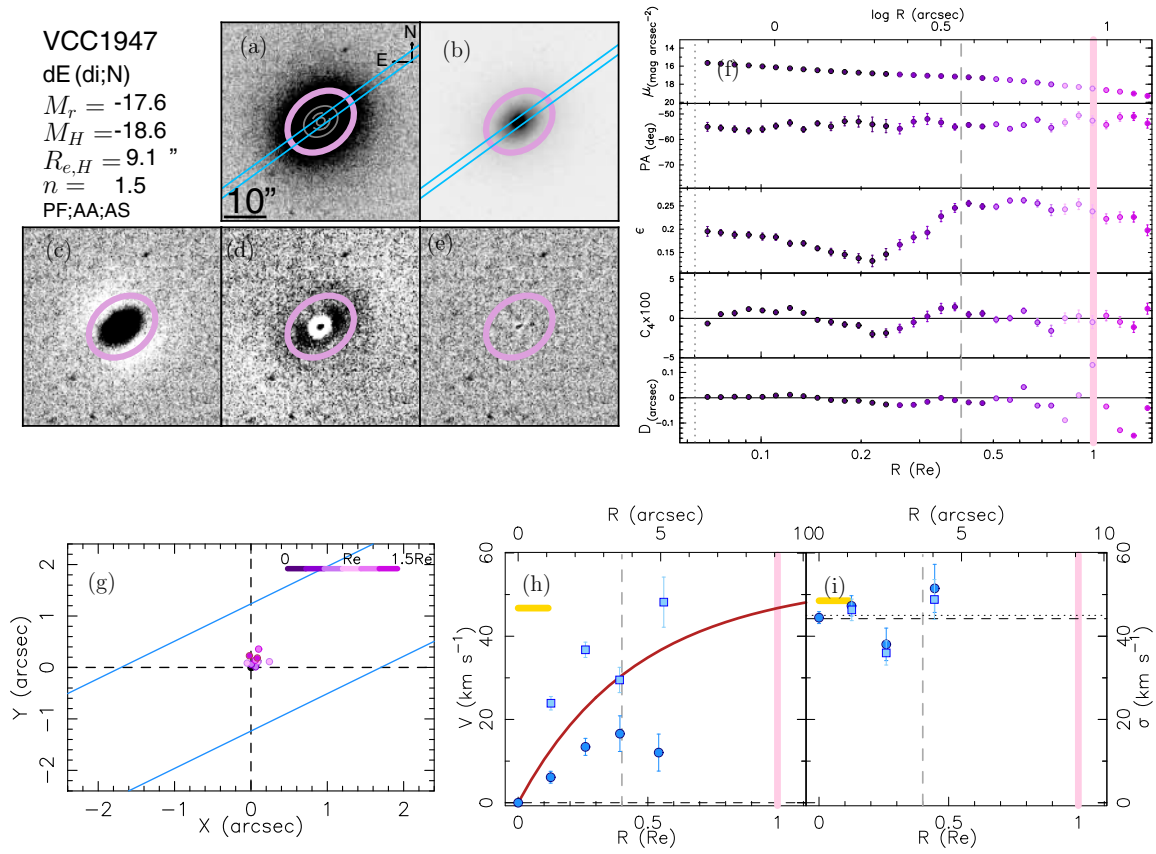 VCC1947
dE (di;N)
M_r = -17.6
M_H = -18.6
R_{e,H} = 9.1 "
n = 1.5
PF;AA;AS
(a)
N
E
10"
(b)
(c)
(d)
(e)
log R (arcsec)
0 0.5 1
(f)
μ(mag arcsec⁻²)
14
16
18
20
PA (deg)
-50
-60
-70
ε
0.25
0.2
0.15
C₄x100
5
0
-5
D (arcsec)
0.1
0
-0.1
0.1 0.2 0.5 1
R (Re)
(g)
0 Re 1.5Re
Y (arcsec)
2
1
0
-1
-2
-2 -1 0 1 2
X (arcsec)
R (arcsec)
0 5 10
(h)
V (km s⁻¹)
60
40
20
0
0 0.5 1
R (Re)
R (arcsec)
0 5 10
(i)
σ (km s⁻¹)
60
40
20
0
0 0.5 1
R (Re)